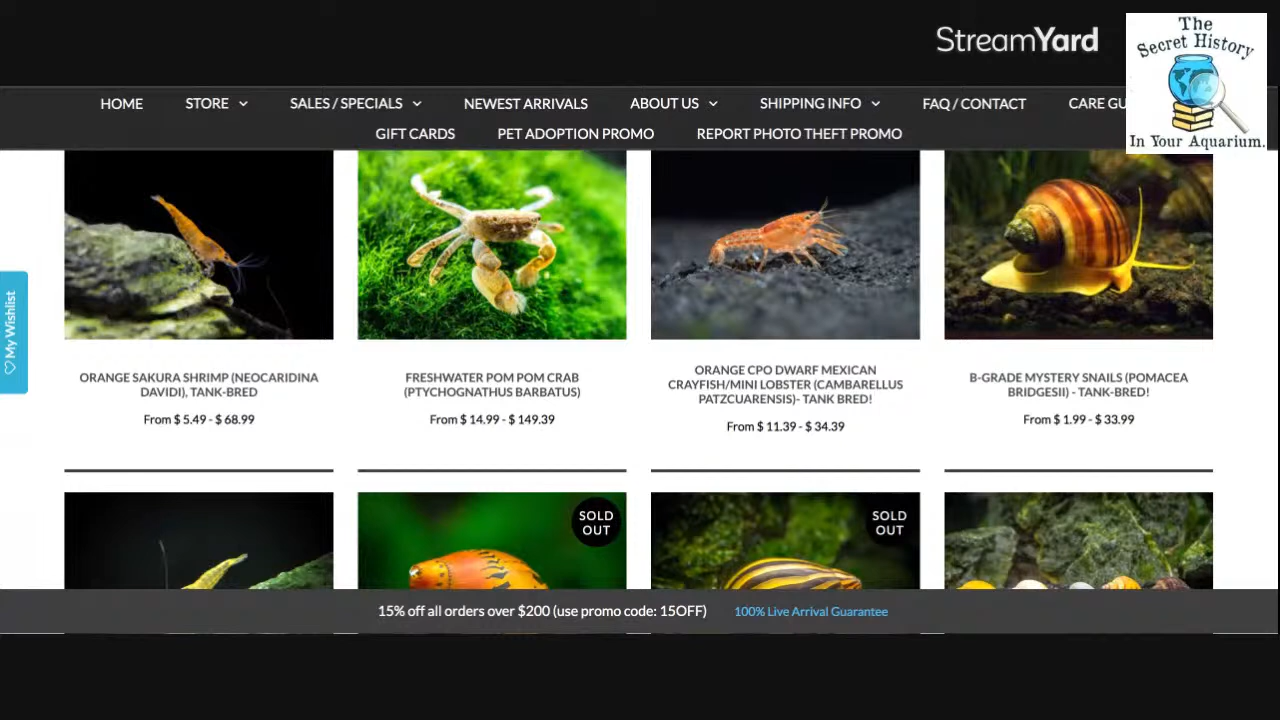 StreamYard
The
Secret History
In Your Aquarium.
HOME STORE SALES / SPECIALS NEWEST ARRIVALS ABOUT US SHIPPING INFO FAQ / CONTACT CARE GU
GIFT CARDS PET ADOPTION PROMO REPORT PHOTO THEFT PROMO
My Wishlist
ORANGE SAKURA SHRIMP (NEOCARIDINA
DAVIDI), TANK-BRED
From $ 5.49 - $ 68.99
FRESHWATER POM POM CRAB
(PTYCHOGNATHUS BARBATUS)
From $ 14.99 - $ 149.39
ORANGE CPO DWARF MEXICAN
CRAYFISH/MINI LOBSTER (CAMBARELLUS
PATZCUARENSIS)- TANK BRED!
From $ 11.39 - $ 34.39
B-GRADE MYSTERY SNAILS (POMACEA
BRIDGESII) - TANK-BRED!
From $ 1.99 - $ 33.99
SOLD
OUT
SOLD
OUT
15% off all orders over $200 (use promo code: 15OFF) 100% Live Arrival Guarantee